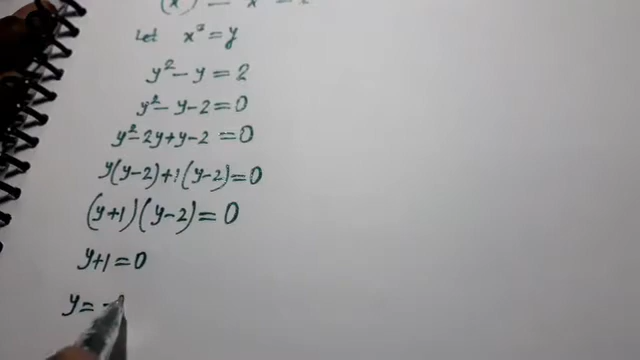 Let x³ = y
y² - y = 2
y² - y - 2 = 0
y² - 2y + y - 2 = 0
y(y-2) + 1(y-2) = 0
(y+1)(y-2) = 0
y+1 = 0
y = -